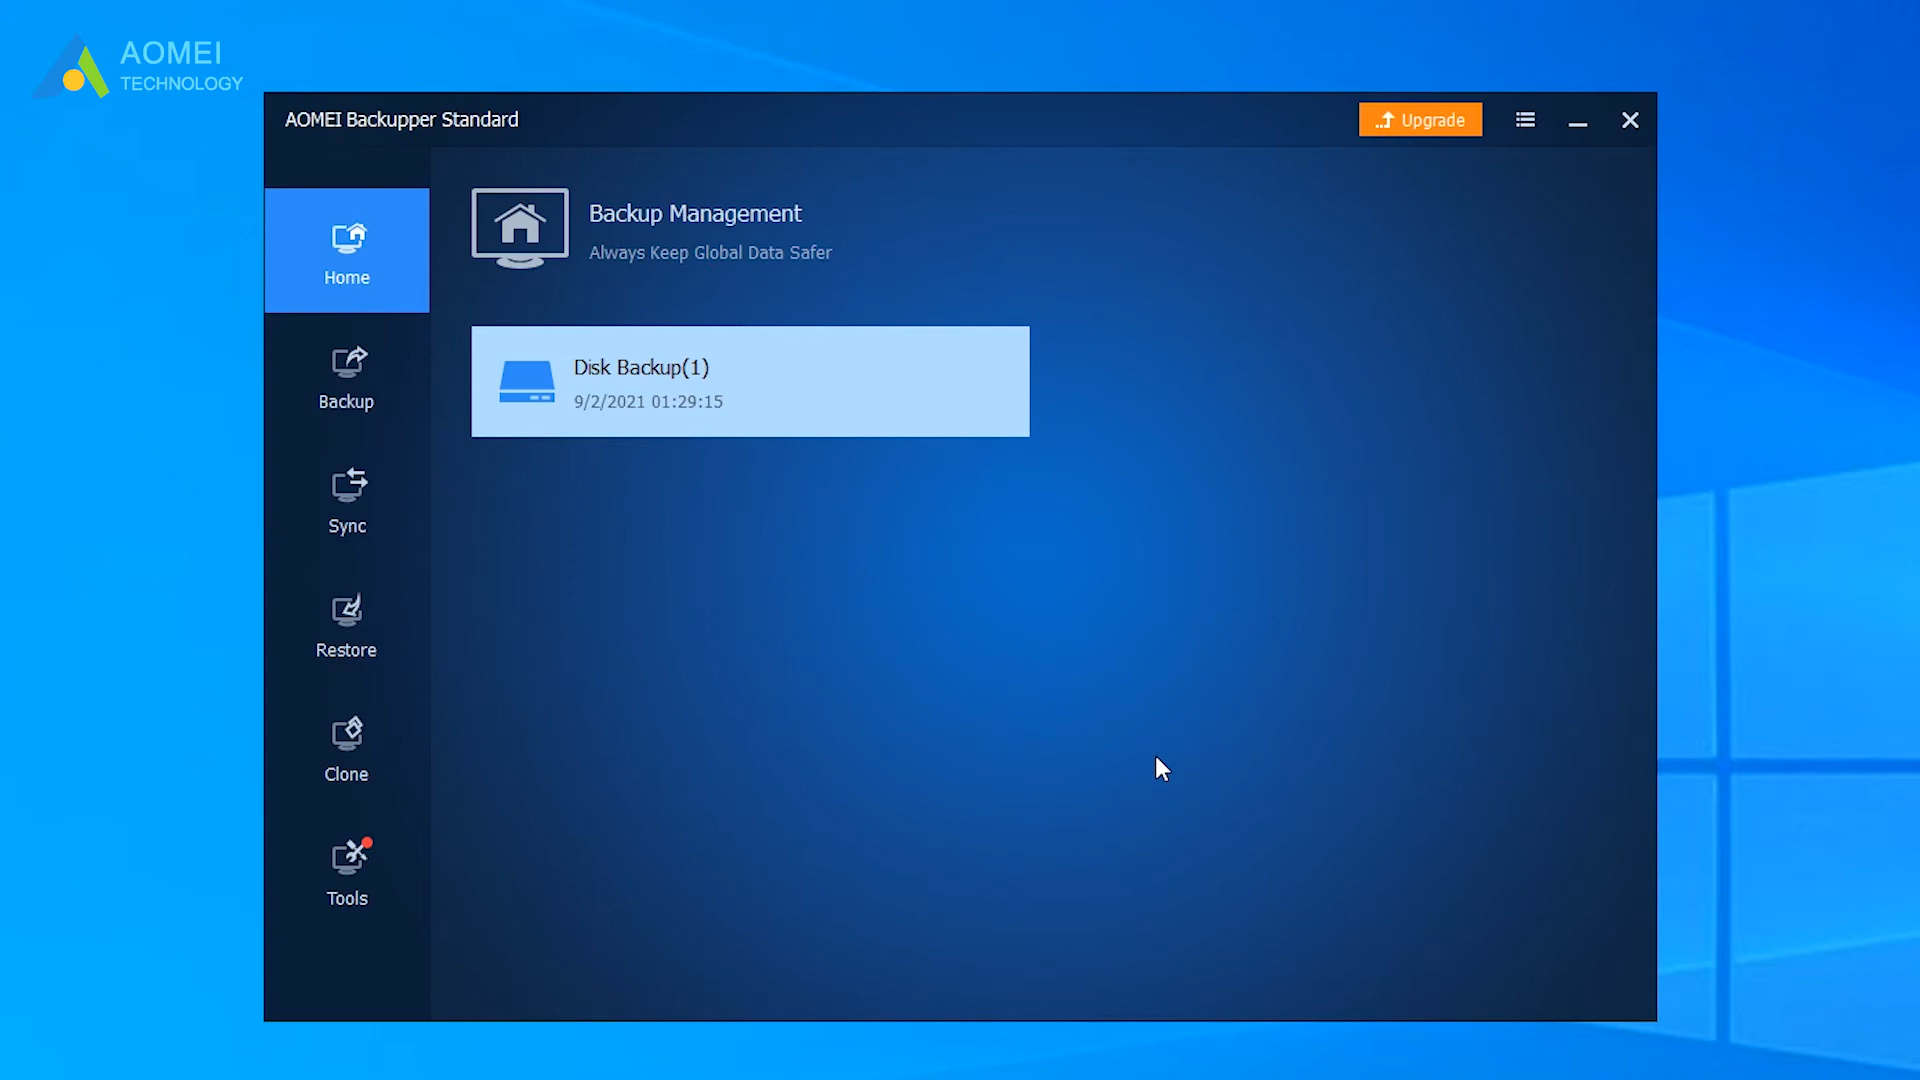 AOMEI
TECHNOLOGY
AOMEI Backupper Standard
Upgrade
Home
Backup
Sync
Restore
Clone
Tools
Backup Management
Always Keep Global Data Safer
Disk Backup(1)
9/2/2021 01:29:15